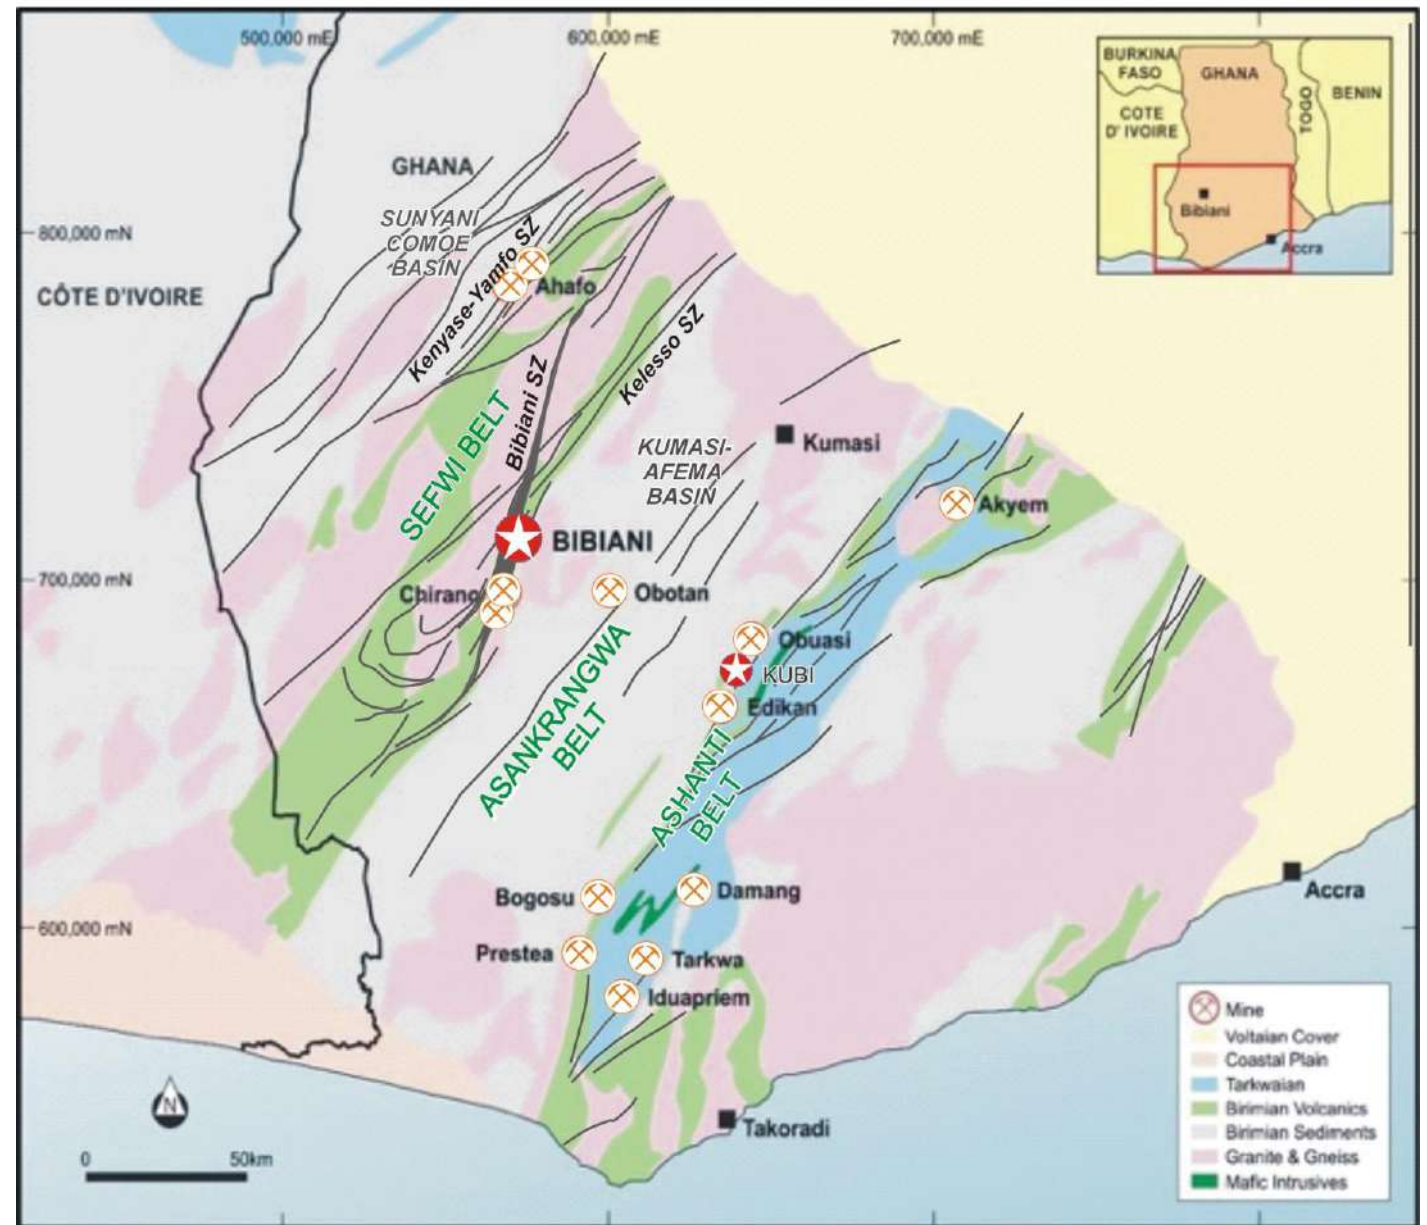 500,000 mE
600,000 mE
700,000 mE
BURKINA
FASO
GHANA
TOGO
BENIN
COTE
D' IVOIRE
Bibiani
Accra
GHANA
SUNYANI
COMOE
BASIN
800,000 mN
Kenyase-Yamfo SZ
Ahafo
CÔTE D'IVOIRE
Kelesso SZ
Bibiani SZ
SEFWI BELT
KUMASI-
AFEMA
BASIN
Kumasi
Akyem
BIBIANI
700,000 mN
Chirano
Obotan
Obuasi
KUBI
Edikan
ASANKRANGWA
BELT
ASHANTI
BELT
Bogosu
Damang
Accra
600,000 mN
Prestea
Tarkwa
Iduapriem
Takoradi
N
0 50km
Mine
Voltaian Cover
Coastal Plain
Tarkwaian
Birimian Volcanics
Birimian Sediments
Granite & Gneiss
Mafic Intrusives